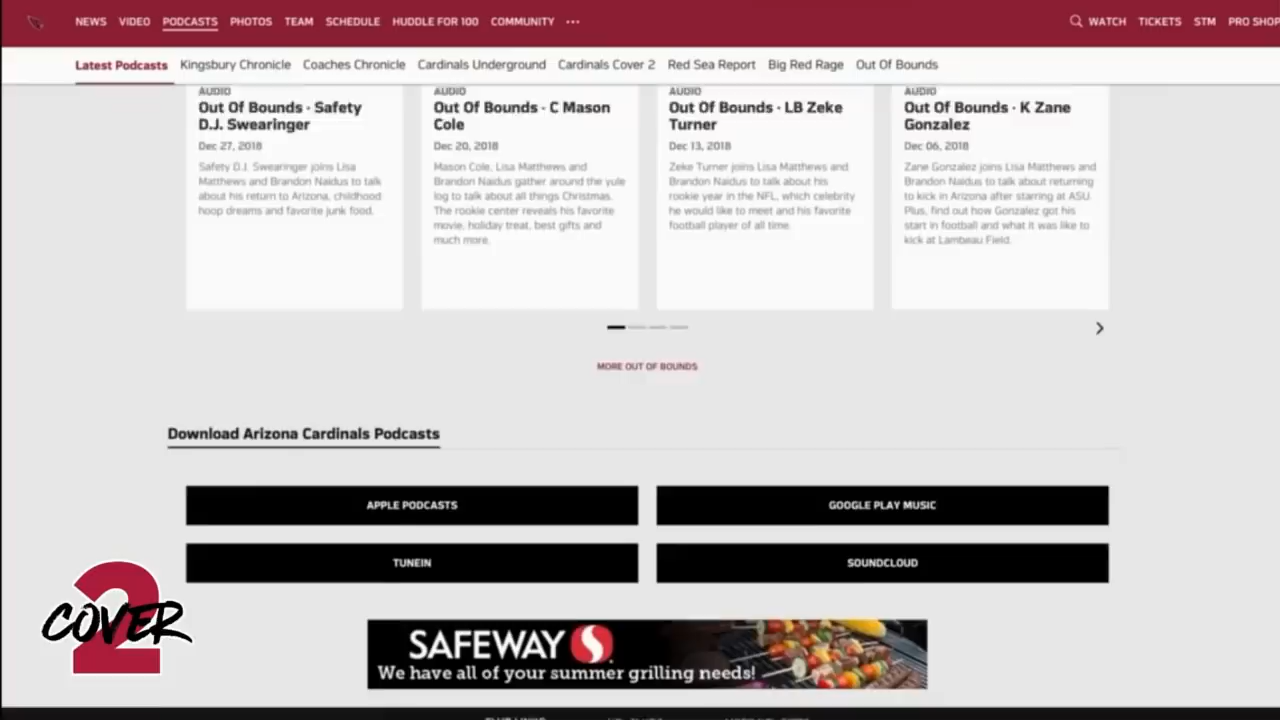 NEWS VIDEO PODCASTS PHOTOS TEAM SCHEDULE HUDDLE FOR 100 COMMUNITY ••• WATCH TICKETS STM PRO SHOP
Latest Podcasts Kingsbury Chronicle Coaches Chronicle Cardinals Underground Cardinals Cover 2 Red Sea Report Big Red Rage Out Of Bounds
AUDIO
Out Of Bounds - Safety
D.J. Swearinger
Dec 27, 2018
Safety D.J. Swearinger joins Lisa
Matthews and Brandon Naidus to talk
about his return to Arizona, childhood
hoop dreams and favorite junk food.
AUDIO
Out Of Bounds - C Mason
Cole
Dec 20, 2018
Mason Cole, Lisa Matthews and
Brandon Naidus gather around the yule
log to talk about all things Christmas.
The rookie center reveals his favorite
movie, holiday treat, best gifts and
much more.
AUDIO
Out Of Bounds - LB Zeke
Turner
Dec 13, 2018
Zeke Turner joins Lisa Matthews and
Brandon Naidus to talk about his
rookie year in the NFL, which celebrity
he would like to meet and his favorite
football player of all time.
AUDIO
Out Of Bounds - K Zane
Gonzalez
Dec 06, 2018
Zane Gonzalez joins Lisa Matthews and
Brandon Naidus to talk about returning
to kick in Arizona after starring at ASU.
Plus, find out how Gonzalez got his
start in football and what it was like to
kick at Lambeau Field.
MORE OUT OF BOUNDS
Download Arizona Cardinals Podcasts
APPLE PODCASTS GOOGLE PLAY MUSIC
TUNEIN SOUNDCLOUD
COVER 2
SAFEWAY
We have all of your summer grilling needs!